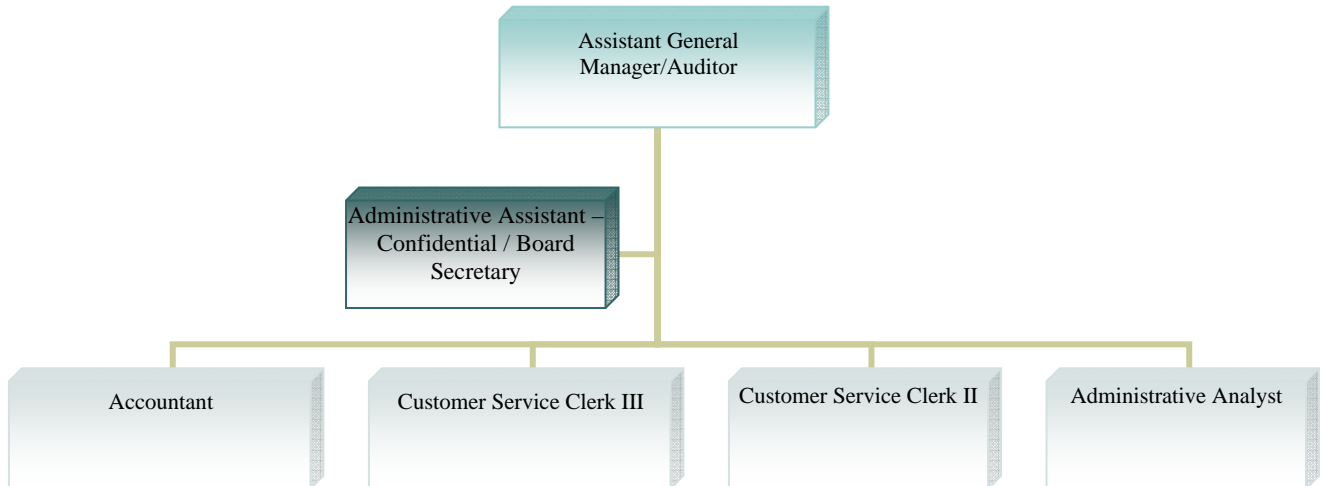 Assistant General
Manager/Auditor
Administrative Assistant –
Confidential / Board
Secretary
Accountant
Customer Service Clerk III
Customer Service Clerk II
Administrative Analyst